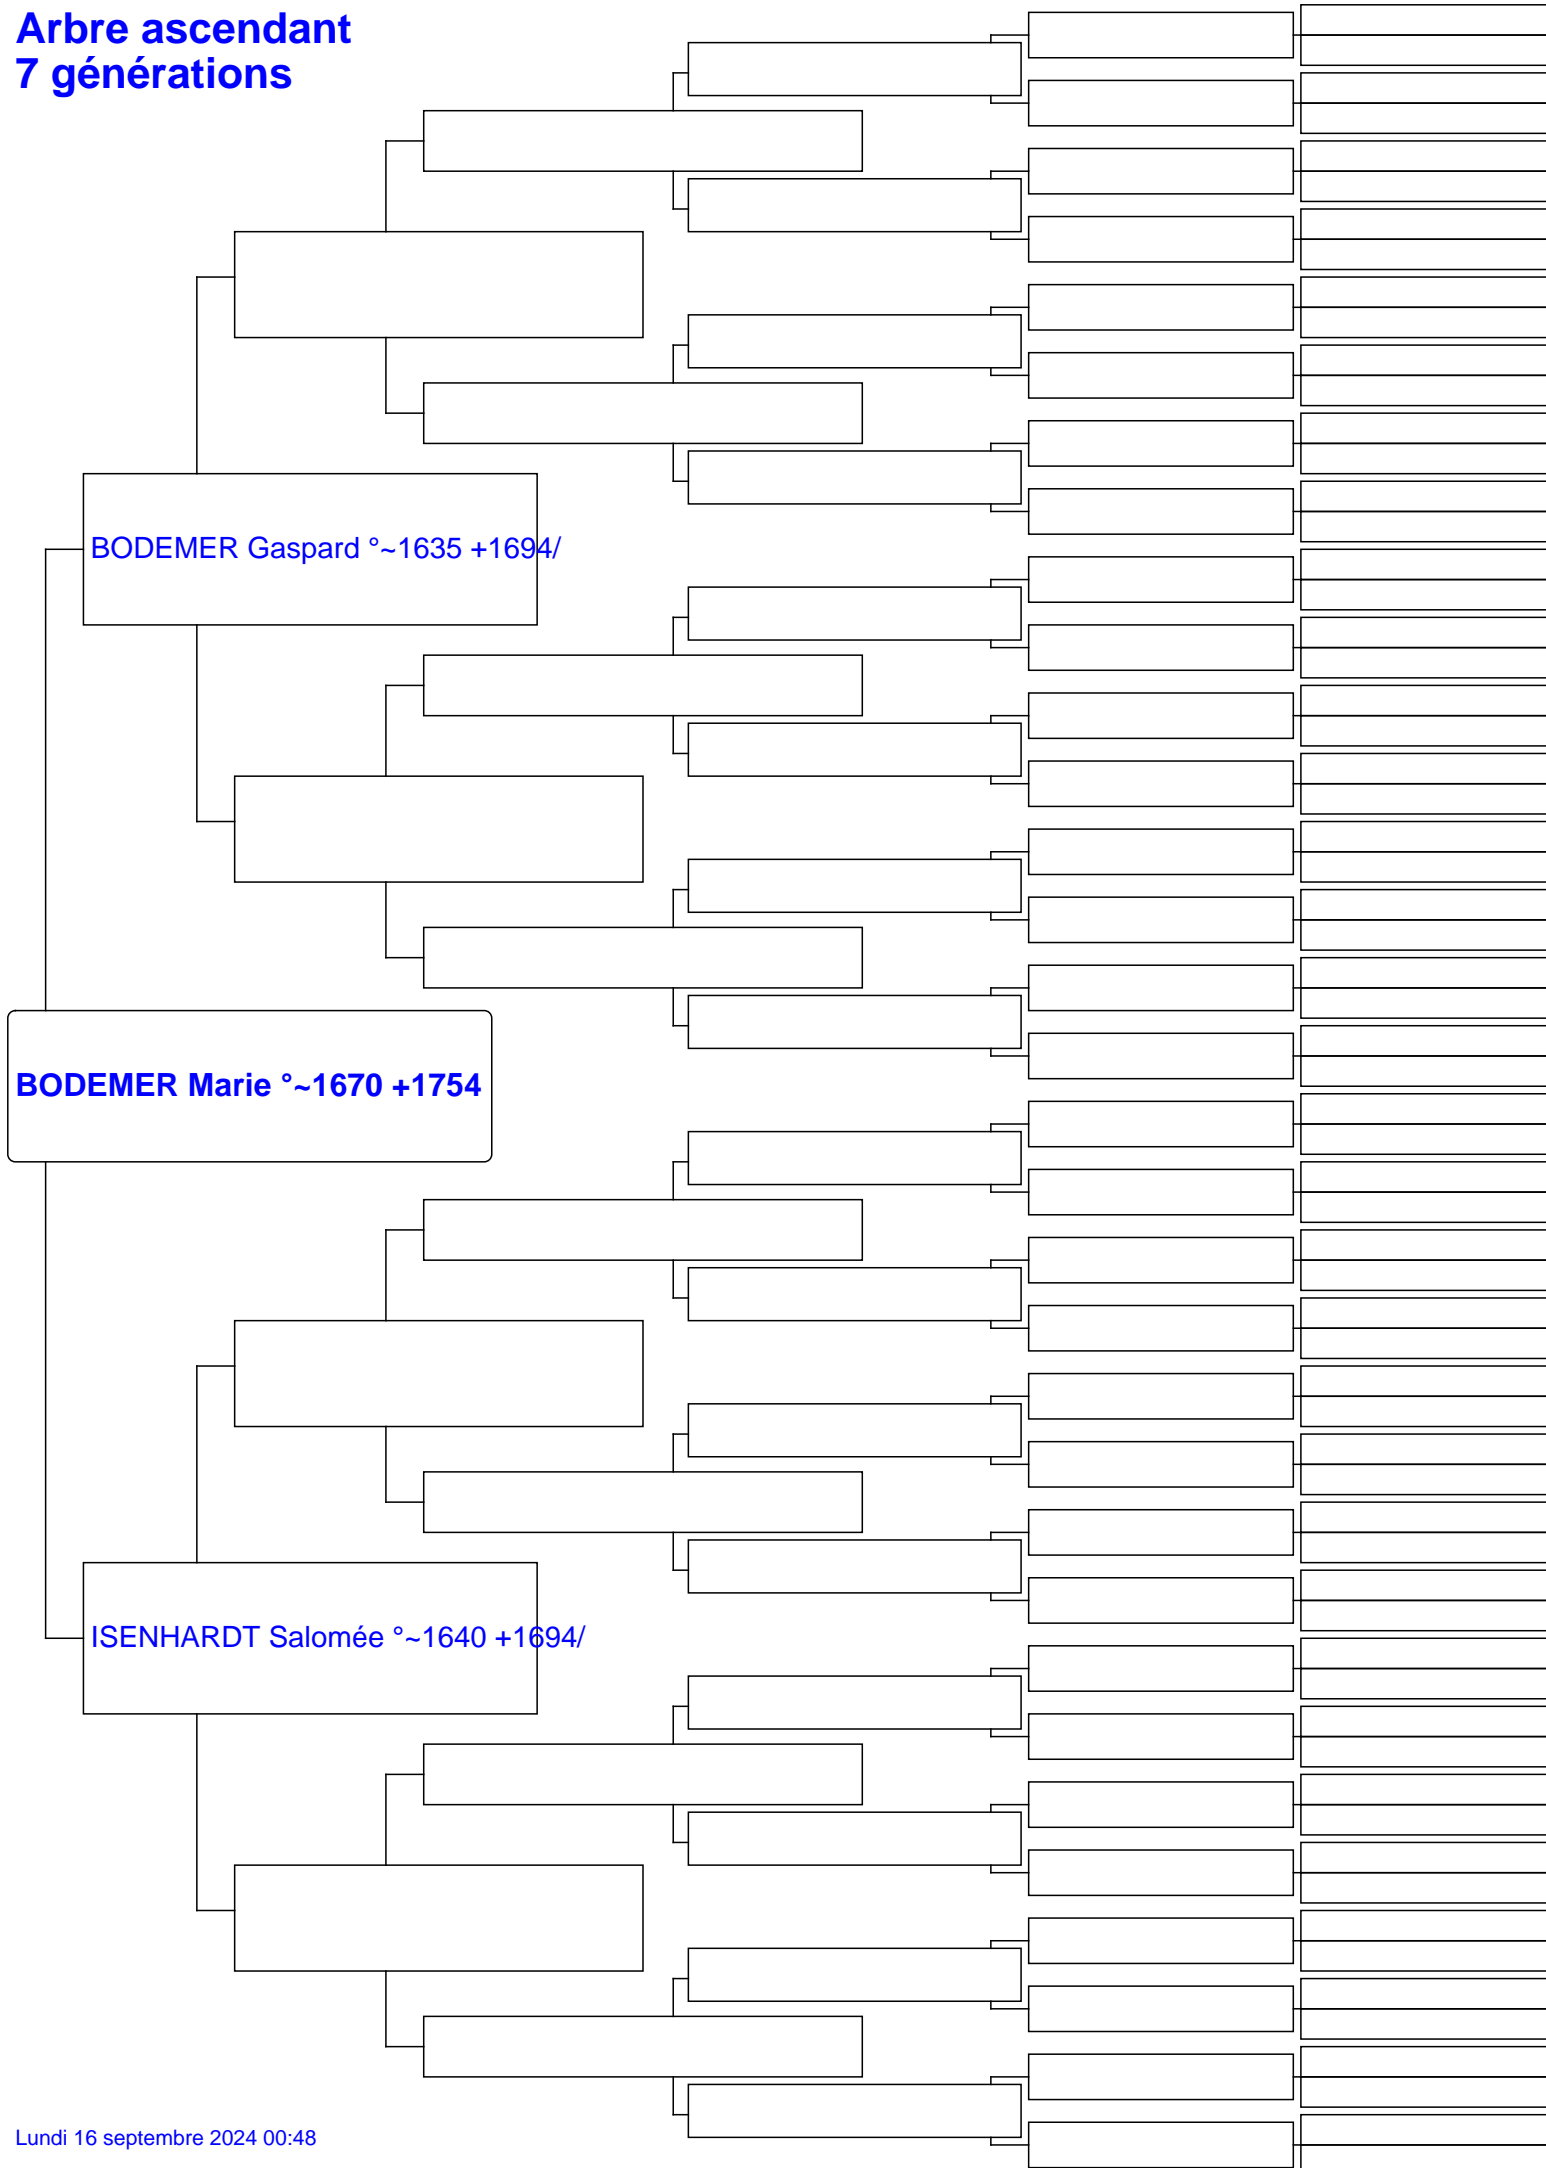 Arbre ascendant
7 générations
BODEMER Gaspard °~1635 +1694/
BODEMER Marie °~1670 +1754
ISENHARDT Salomée °~1640 +1694/
Lundi 16 septembre 2024 00:48